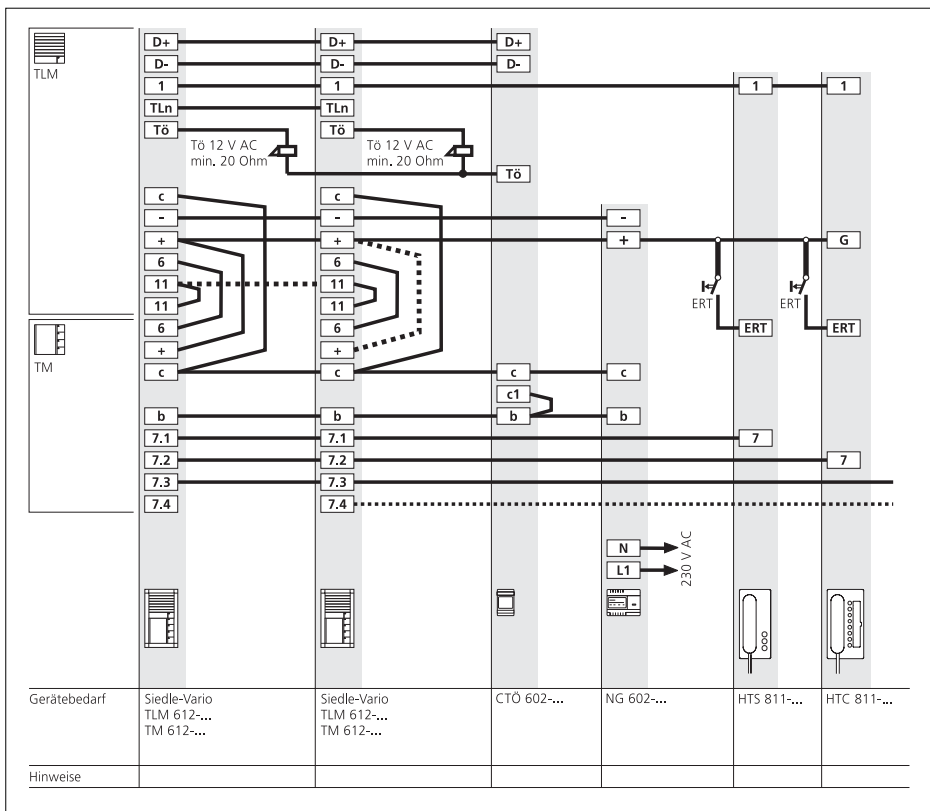 TLM
D+ D+ D+
D- D- D-
1 1 1 1
TLn TLn
Tö Tö
Tö 12 V AC Tö 12 V AC
min. 20 Ohm min. 20 Ohm
Tö
c c
- - -
+ + + G
6 6
11 11
ERT ERT
11 11
6 6 ERT ERT
TM
+ +
c c c c
c1
b b b b
7.1 7.1 7
7.2 7.2 7
7.3 7.3
7.4 7.4
N
L1
230 V AC
Gerätebedarf Siedle-Vario Siedle-Vario CTÖ 602-... NG 602-... HTS 811-... HTC 811-...
TLM 612-... TLM 612-...
TM 612-... TM 612-...
Hinweise